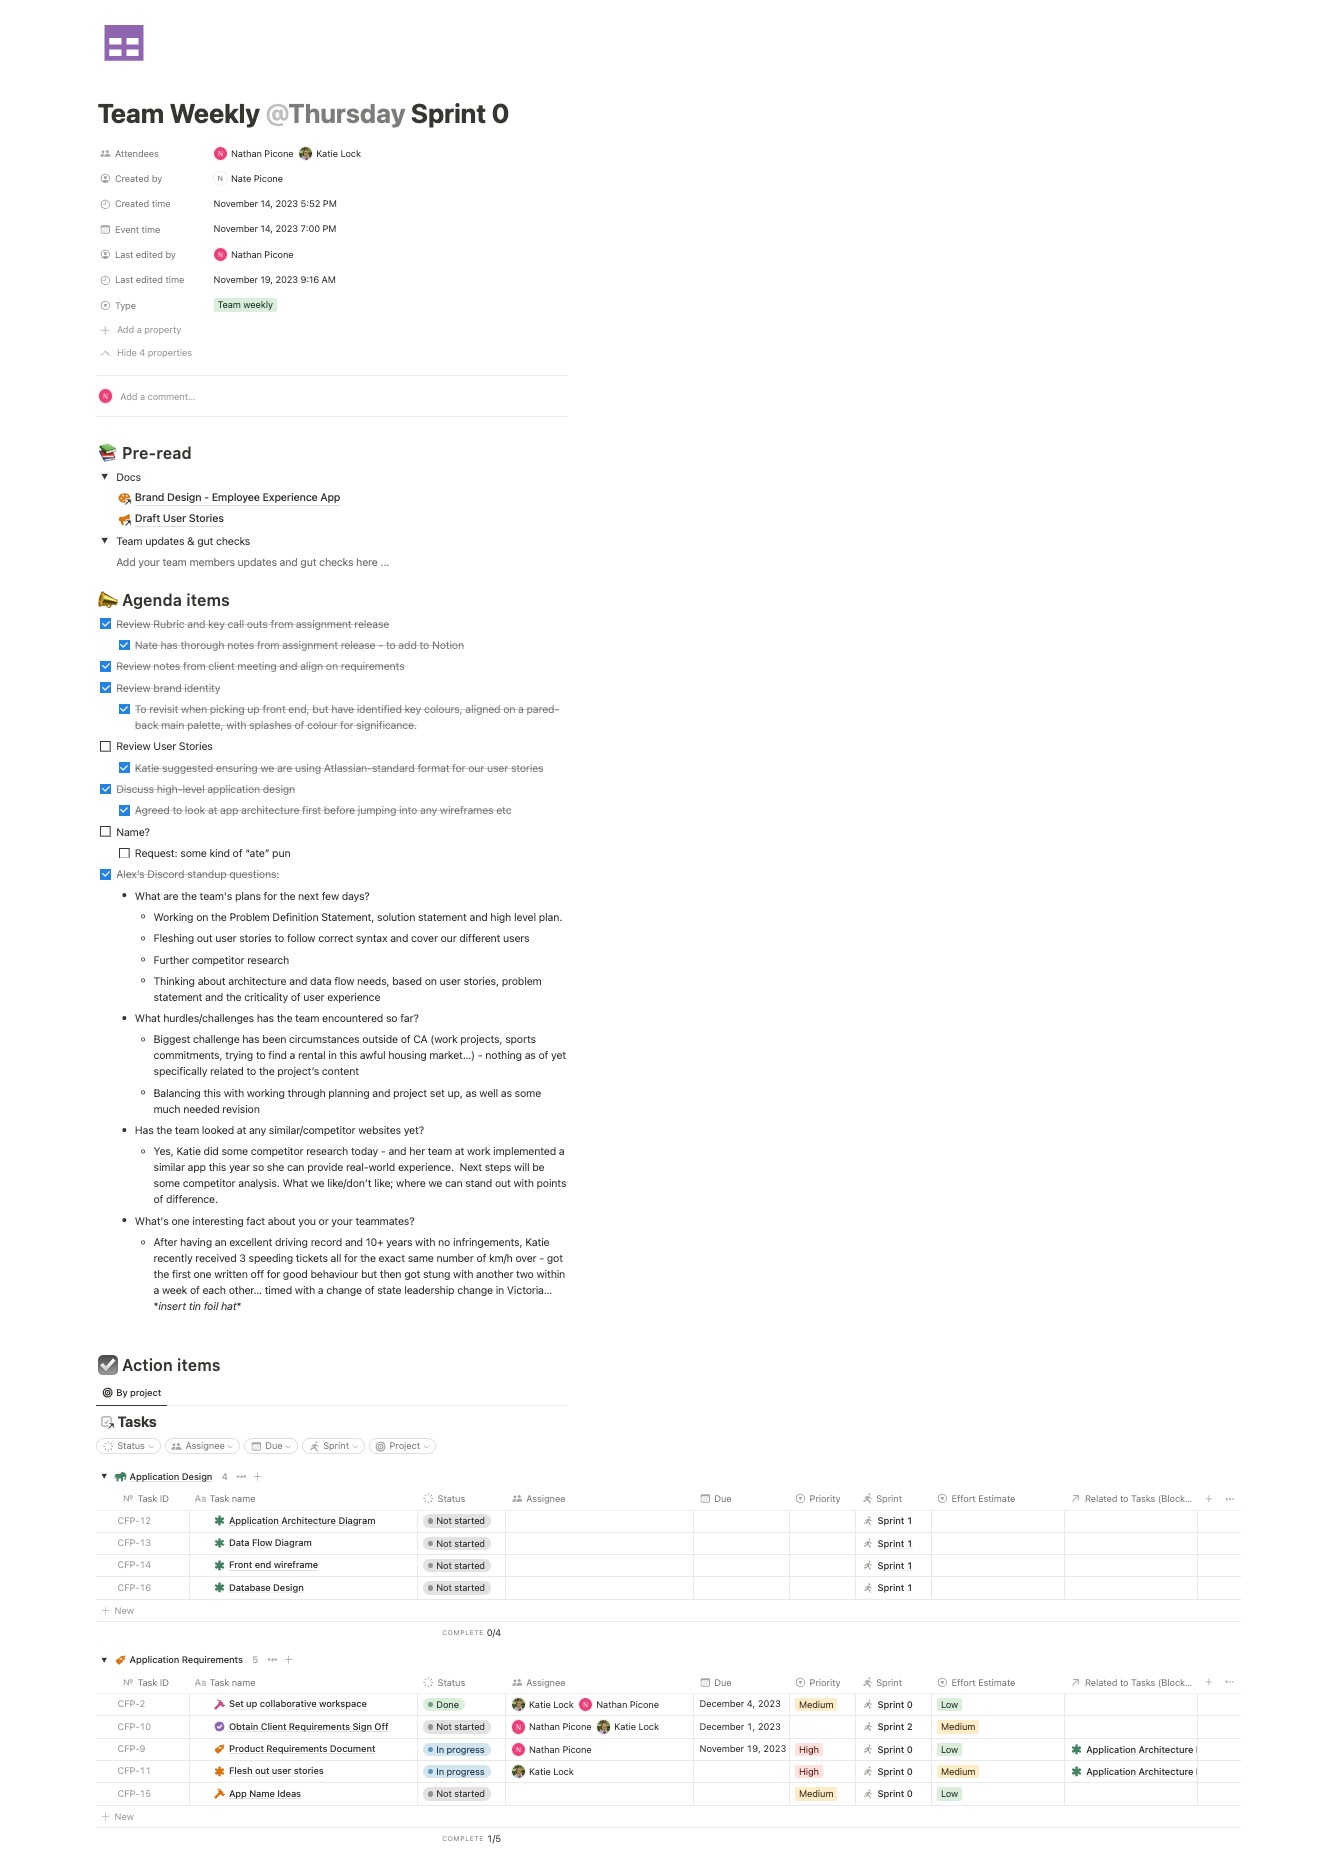 Team Weekly @Thursday Sprint 0
Attendees N Nathan Picone Katie Lock
Created by N Nate Picone
Created time November 14, 2023 5:52 PM
Event time November 14, 2023 7:00 PM
Last edited by N Nathan Picone
Last edited time November 19, 2023 9:16 AM
Type Team weekly
Add a property
Hide 4 properties
N Add a comment...
Pre-read
Docs
Brand Design - Employee Experience App
Draft User Stories
Team updates & gut checks
Add your team members updates and gut checks here ...
Agenda items
Review Rubric and key call outs from assignment release
Nate has thorough notes from assignment release - to add to Notion
Review notes from client meeting and align on requirements
Review brand identity
To revisit when picking up front end, but have identified key colours, aligned on a pared-
back main palette, with splashes of colour for significance.
Review User Stories
Katie suggested ensuring we are using Atlassian-standard format for our user stories
Discuss high-level application design
Agreed to look at app architecture first before jumping into any wireframes etc
Name?
Request: some kind of “ate” pun
Alex's Discord standup questions:
• What are the team's plans for the next few days?
◦ Working on the Problem Definition Statement, solution statement and high level plan.
◦ Fleshing out user stories to follow correct syntax and cover our different users
◦ Further competitor research
◦ Thinking about architecture and data flow needs, based on user stories, problem
statement and the criticality of user experience
• What hurdles/challenges has the team encountered so far?
◦ Biggest challenge has been circumstances outside of CA (work projects, sports
commitments, trying to find a rental in this awful housing market...) - nothing as of yet
specifically related to the project's content
◦ Balancing this with working through planning and project set up, as well as some
much needed revision
• Has the team looked at any similar/competitor websites yet?
◦ Yes, Katie did some competitor research today - and her team at work implemented a
similar app this year so she can provide real-world experience. Next steps will be
some competitor analysis. What we like/don't like; where we can stand out with points
of difference.
• What's one interesting fact about you or your teammates?
◦ After having an excellent driving record and 10+ years with no infringements, Katie
recently received 3 speeding tickets all for the exact same number of km/h over - got
the first one written off for good behaviour but then got stung with another two within
a week of each other... timed with a change of state leadership change in Victoria...
*insert tin foil hat*
Action items
By project
Tasks
Status Assignee Due Sprint Project
Application Design 4 ••• +
Nº Task ID Aa Task name Status Assignee Due Priority Sprint Effort Estimate Related to Tasks (Block... + •••
CFP-12 Application Architecture Diagram Not started Sprint 1
CFP-13 Data Flow Diagram Not started Sprint 1
CFP-14 Front end wireframe Not started Sprint 1
CFP-16 Database Design Not started Sprint 1
+ New
COMPLETE 0/4
Application Requirements 5 ••• +
Nº Task ID Aa Task name Status Assignee Due Priority Sprint Effort Estimate Related to Tasks (Block... + •••
CFP-2 Set up collaborative workspace Done Katie Lock N Nathan Picone December 4, 2023 Medium Sprint 0 Low
CFP-10 Obtain Client Requirements Sign Off Not started N Nathan Picone Katie Lock December 1, 2023 Sprint 2 Medium
CFP-9 Product Requirements Document In progress N Nathan Picone November 19, 2023 High Sprint 0 Low Application Architecture
CFP-11 Flesh out user stories In progress Katie Lock High Sprint 0 Medium Application Architecture
CFP-15 App Name Ideas Not started Medium Sprint 0 Low
+ New
COMPLETE 1/5